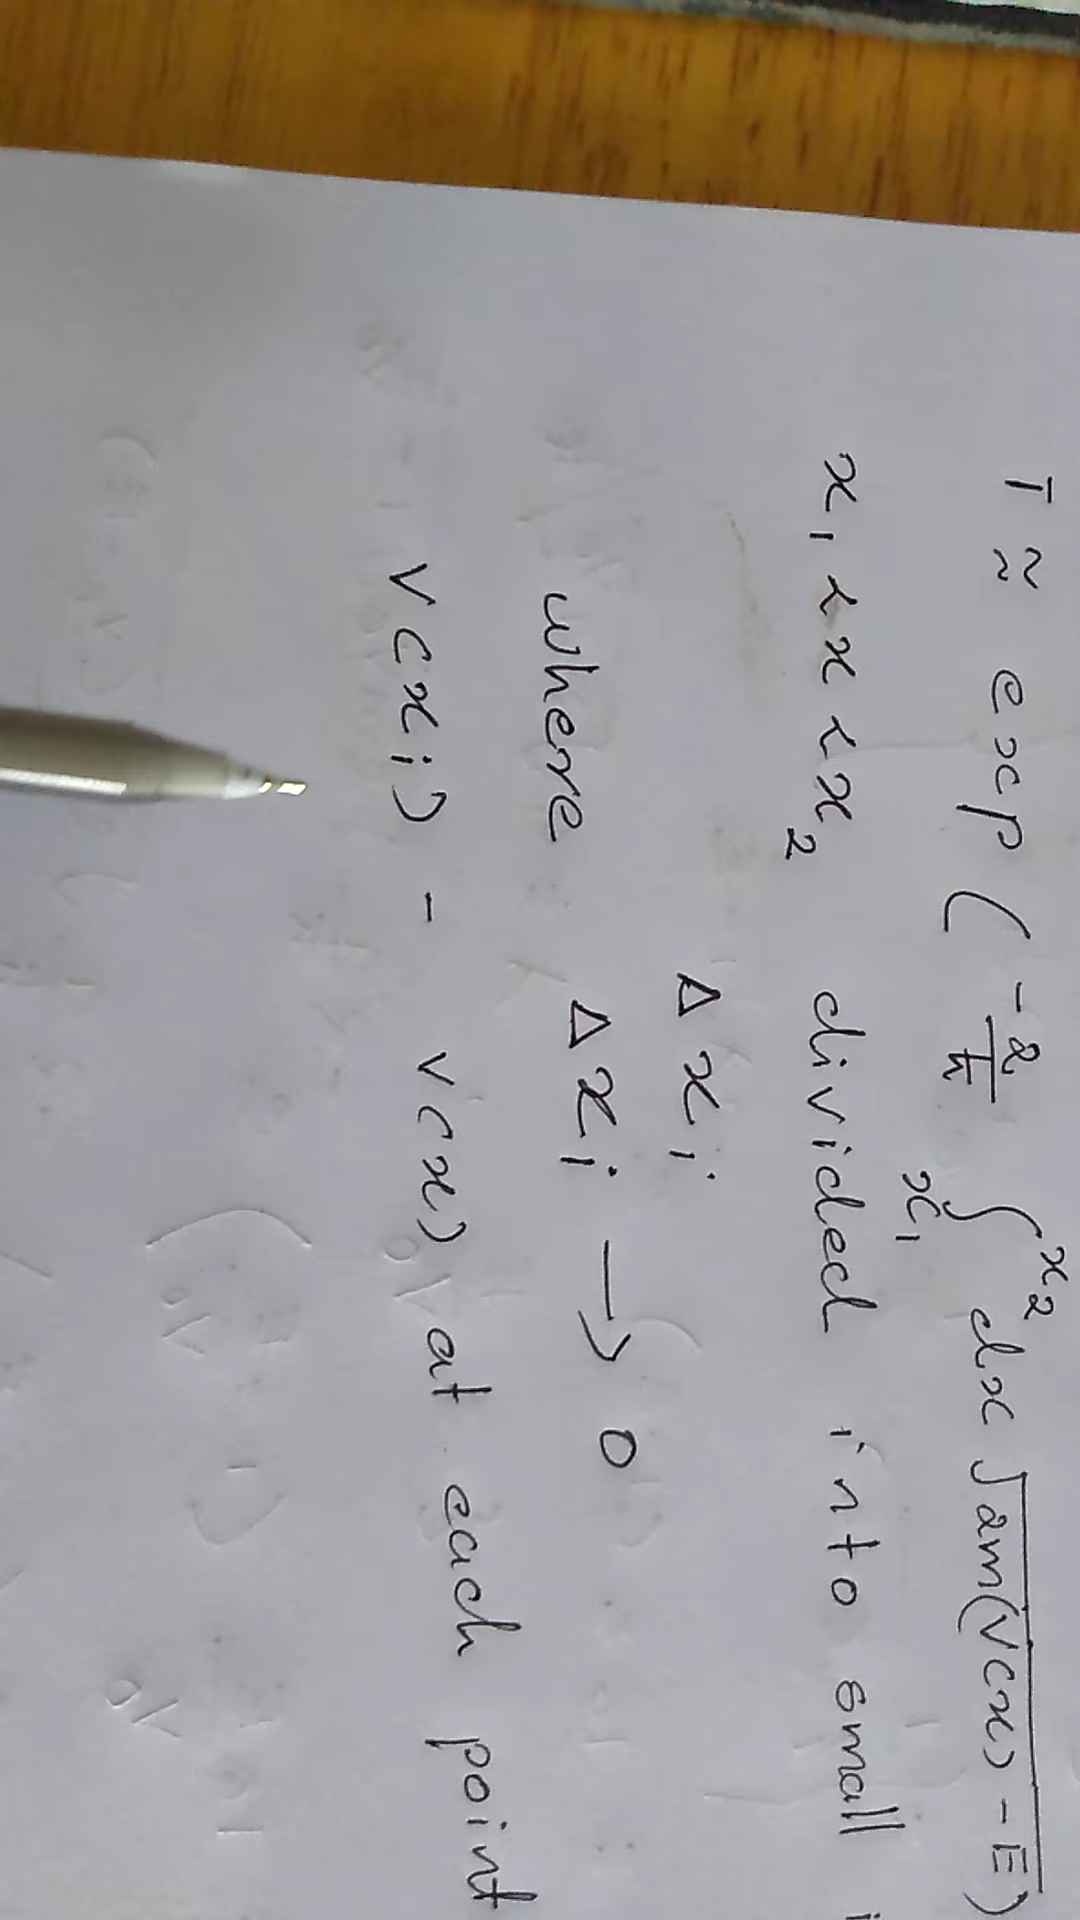 T ≈ exp ( -2/ħ ∫_{x₁}^{x₂} dx √2m(V(x) - E) )
x₁ < x < x₂ divided into small
Δxᵢ
where Δxᵢ → 0
V(xᵢ) - V(x) at each point